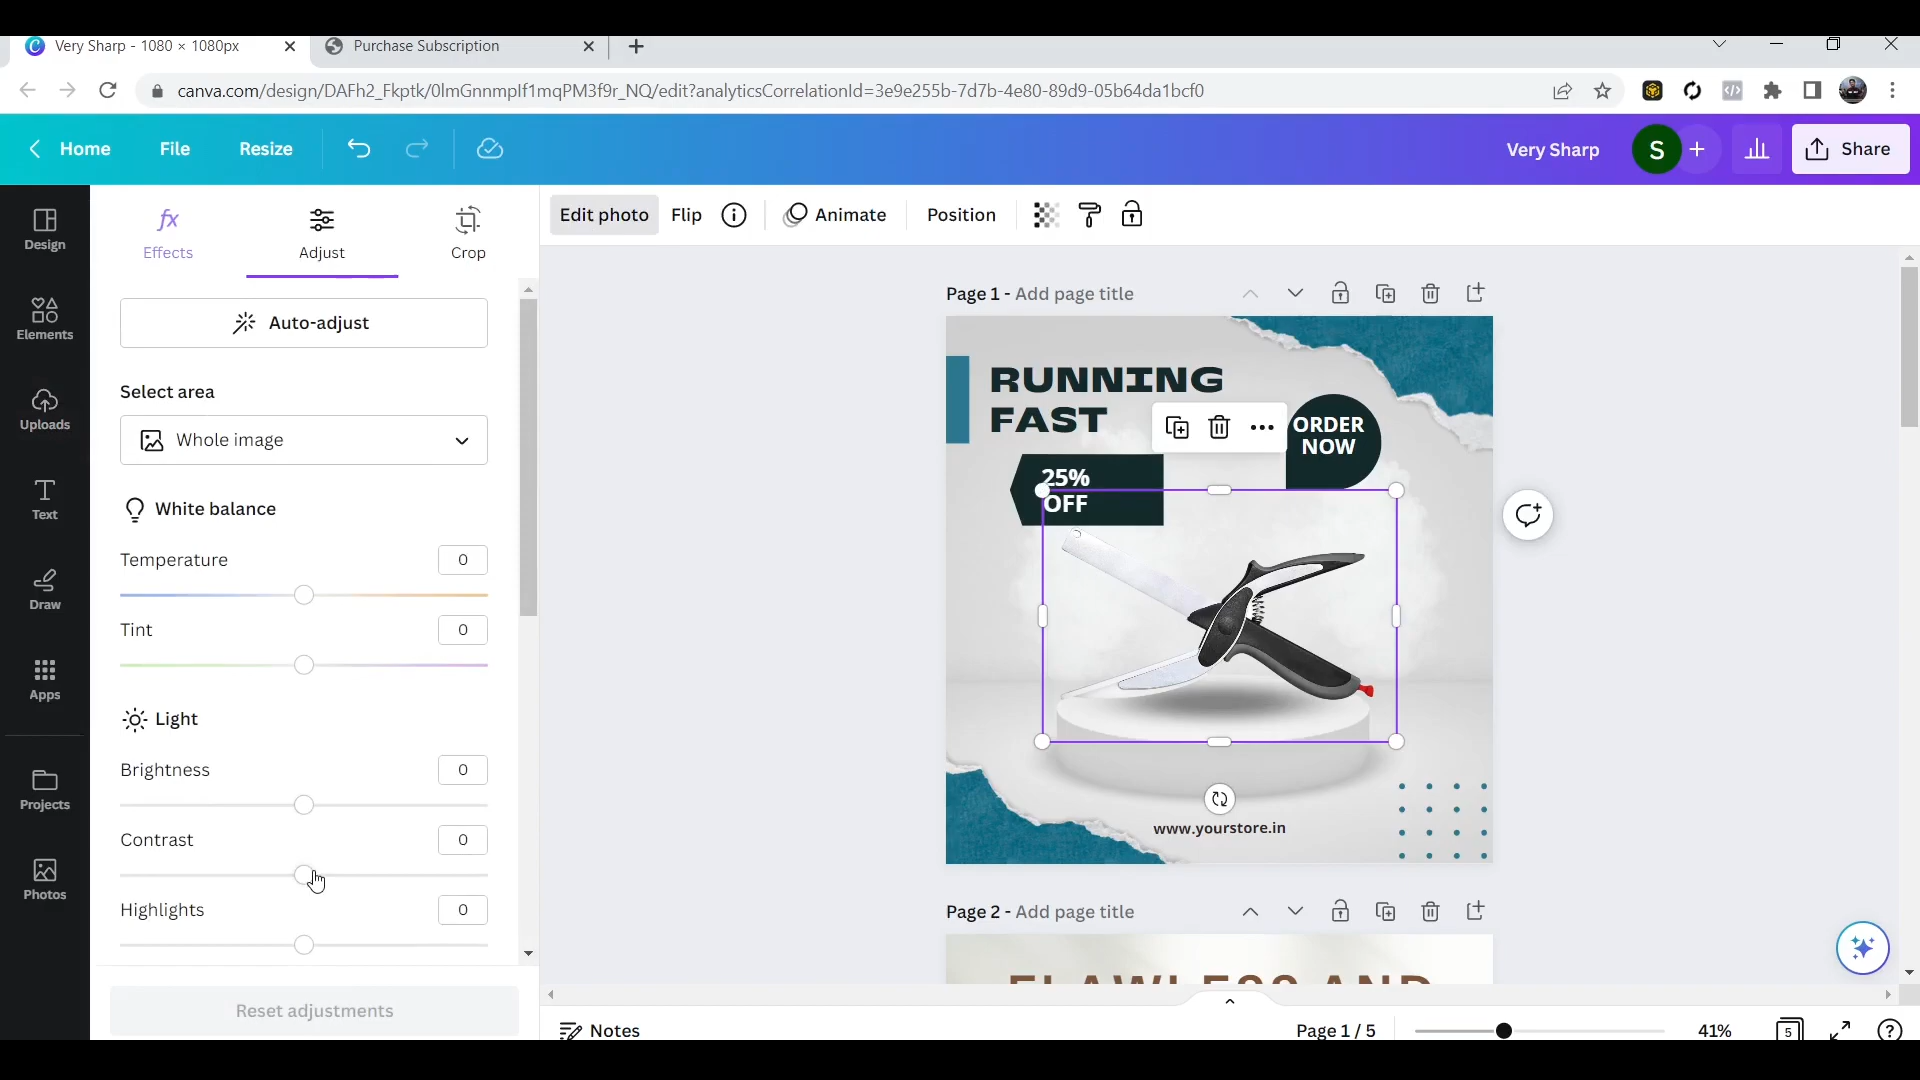 Very Sharp - 1080 × 1080px
Purchase Subscription
canva.com/design/DAFh2_Fkptk/0lmGnnmplf1mqPM3f9r_NQ/edit?analyticsCorrelationId=3e9e255b-7d7b-4e80-89d9-05b64da1bcf0
Home
File
Resize
Very Sharp
S
Share
Design
Elements
Uploads
Text
Draw
Apps
Projects
Photos
fx
Effects
Adjust
Crop
Auto-adjust
Select area
Whole image
White balance
Temperature
0
Tint
0
Light
Brightness
0
Contrast
0
Highlights
0
Reset adjustments
Edit photo
Flip
Animate
Position
Page 1 - Add page title
RUNNING
FAST
ORDER
NOW
25%
OFF
www.yourstore.in
Page 2 - Add page title
FLAWLESS AND
Notes
Page 1 / 5
41%
5